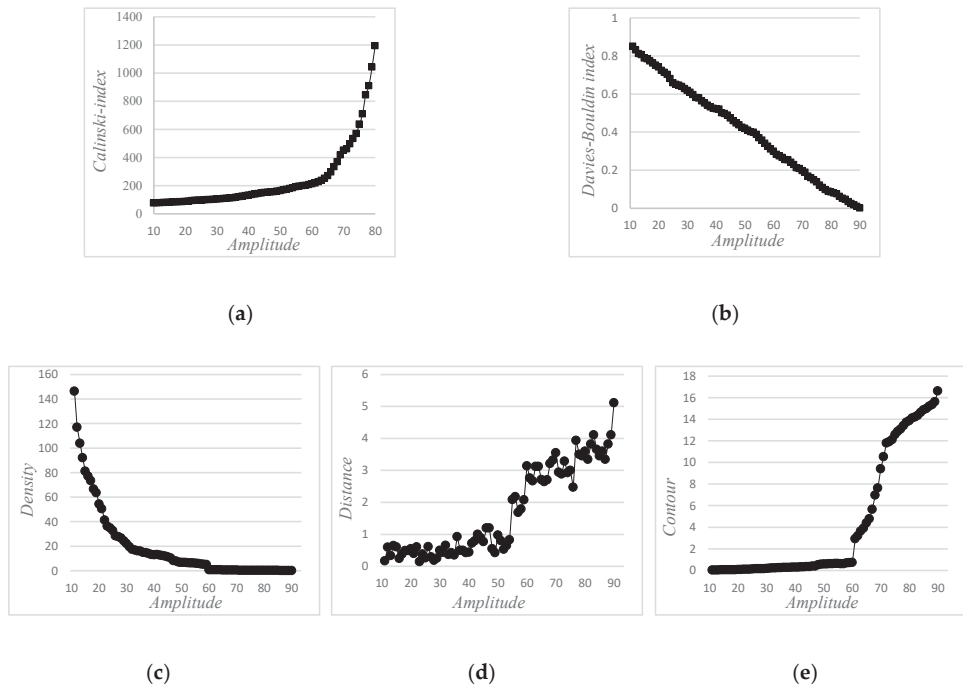 1400
1200
1000
800
600
400
200
0
Calinski-index
10 20 30 40 50 60 70 80
Amplitude
(a)
1
0.8
0.6
0.4
0.2
0
Davies-Bouldin index
10 20 30 40 50 60 70 80 90
Amplitude
(b)
160
140
120
100
80
60
40
20
0
Density
10 20 30 40 50 60 70 80 90
Amplitude
(c)
6
5
4
3
2
1
0
Distance
10 20 30 40 50 60 70 80 90
Amplitude
(d)
18
16
14
12
10
8
6
4
2
0
Contour
10 20 30 40 50 60 70 80 90
Amplitude
(e)